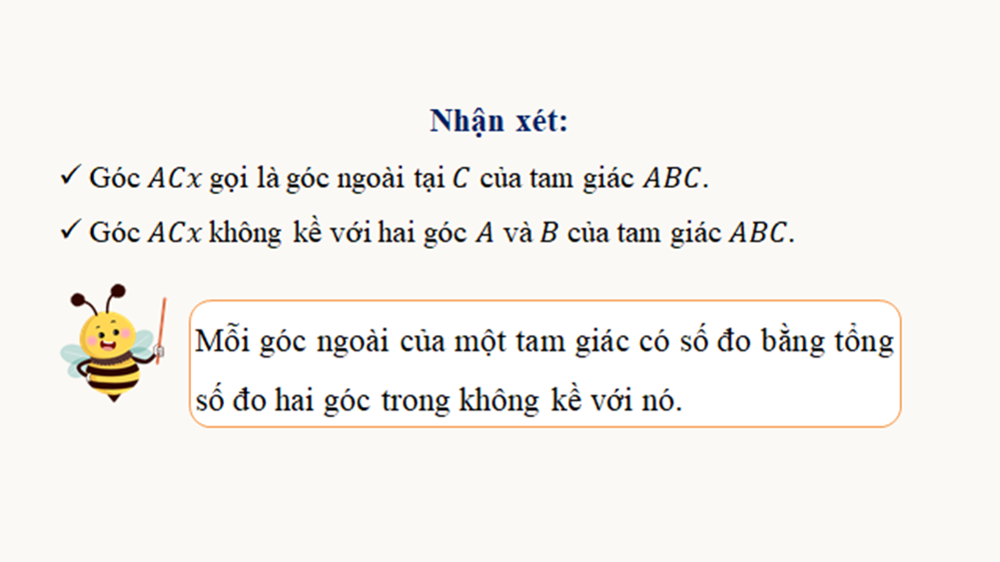 Nhận xét:
✓ Góc ACx gọi là góc ngoài tại C của tam giác ABC.
✓ Góc ACx không kề với hai góc A và B của tam giác ABC.
Mỗi góc ngoài của một tam giác có số đo bằng tổng
số đo hai góc trong không kề với nó.